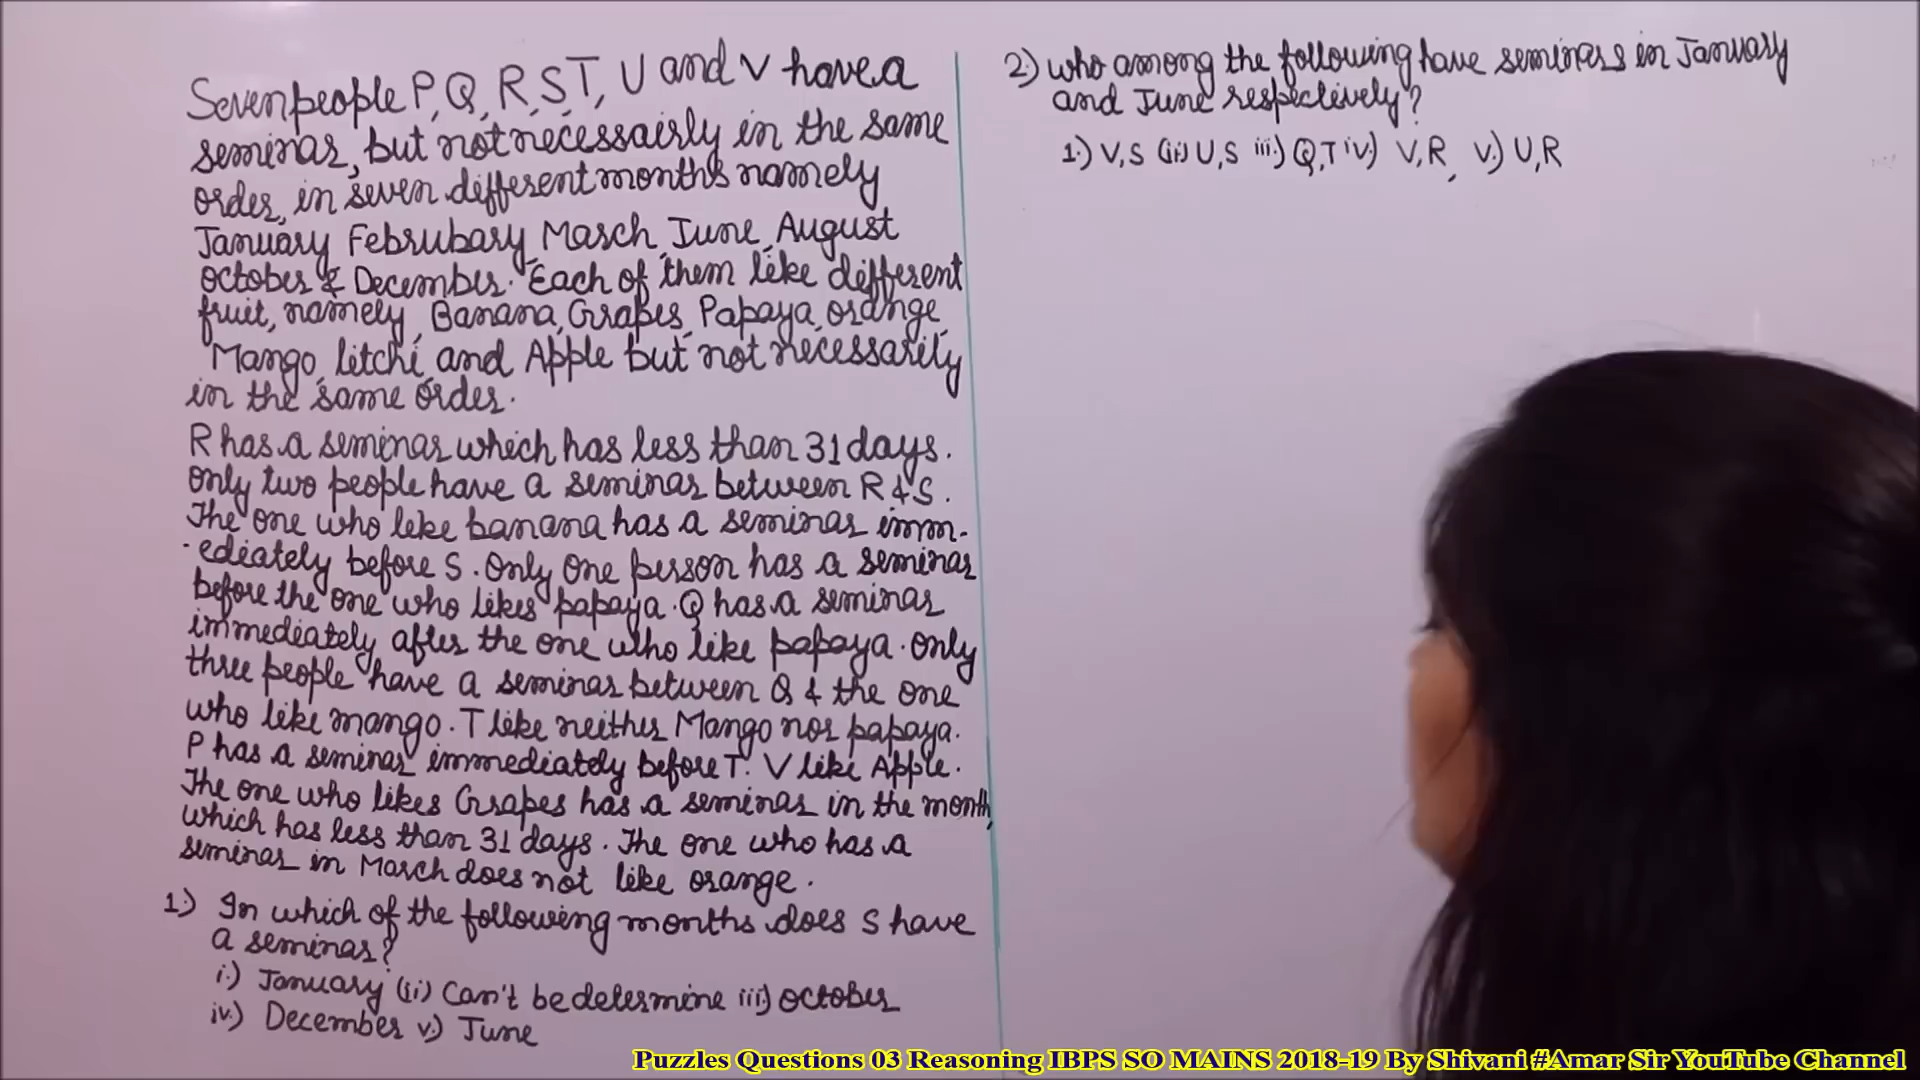 Seven people P, Q, R, S T, U and V have a
seminar, but not necessairly in the same
order, in seven different months namely
January Februbary, March, June, August
October & December. Each of them like different
fruit, namely, Banana, Grapes, Papaya, orange,
Mango, litchi, and Apple but not necessarily
in the same order.
R has a seminar which has less than 31 days.
only two people have a seminar between R & S.
The one who like banana has a seminar imm-
ediately before S. Only one person has a seminar
before the one who likes papaya. Q has a seminar
immediately after the one who like papaya. only
three people have a seminar between Q & the one
who like mango. T like neither Mango nor papaya.
P has a seminar immediately before T. V like Apple.
The one who likes Grapes has a seminar in the month,
which has less than 31 days. The one who has a
seminar in March does not like orange.
1.) In which of the following months does S have
a seminar?
i.) January (ii) Can't be determine iii.) October
iv.) December v.) June
2.) who among the following have seminars in January
and June respectively?
1.) V,S (ii) U,S iii.) Q,T iv.) V,R, v.) U,R
Puzzles Questions 03 Reasoning IBPS SO MAINS 2018-19 By Shivani #Amar Sir YouTube Channel